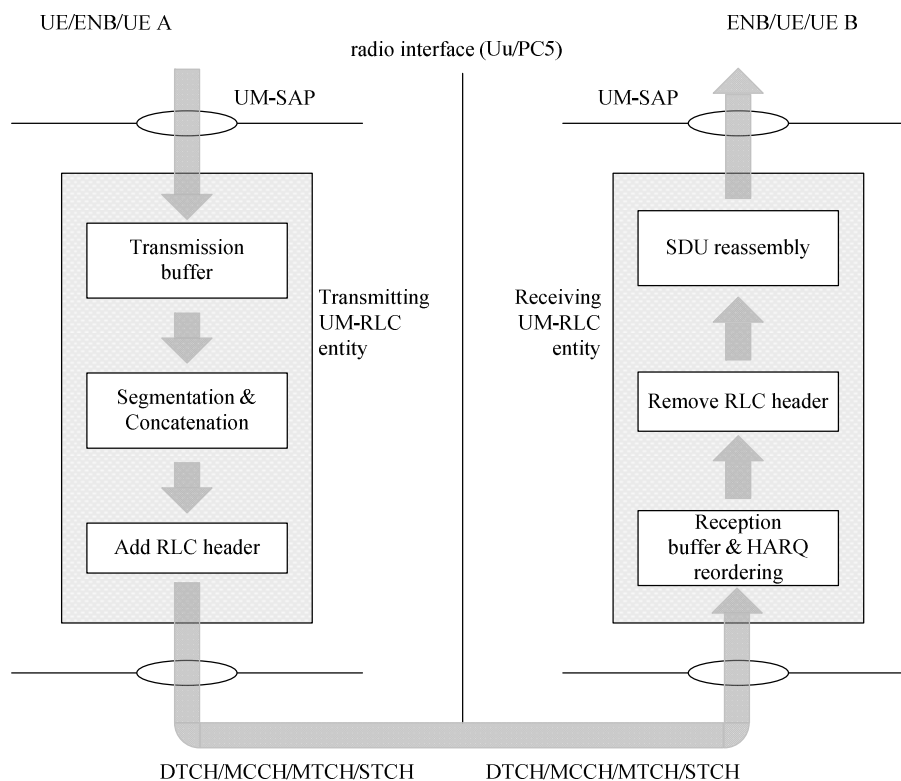 UE/ENB/UE A
ENB/UE/UE B
radio interface (Uu/PC5)
UM-SAP
UM-SAP
Transmission
buffer
Transmitting
UM-RLC
entity
Segmentation &
Concatenation
Add RLC header
SDU reassembly
Receiving
UM-RLC
entity
Remove RLC header
Reception
buffer & HARQ
reordering
DTCH/MCCH/MTCH/STCH
DTCH/MCCH/MTCH/STCH